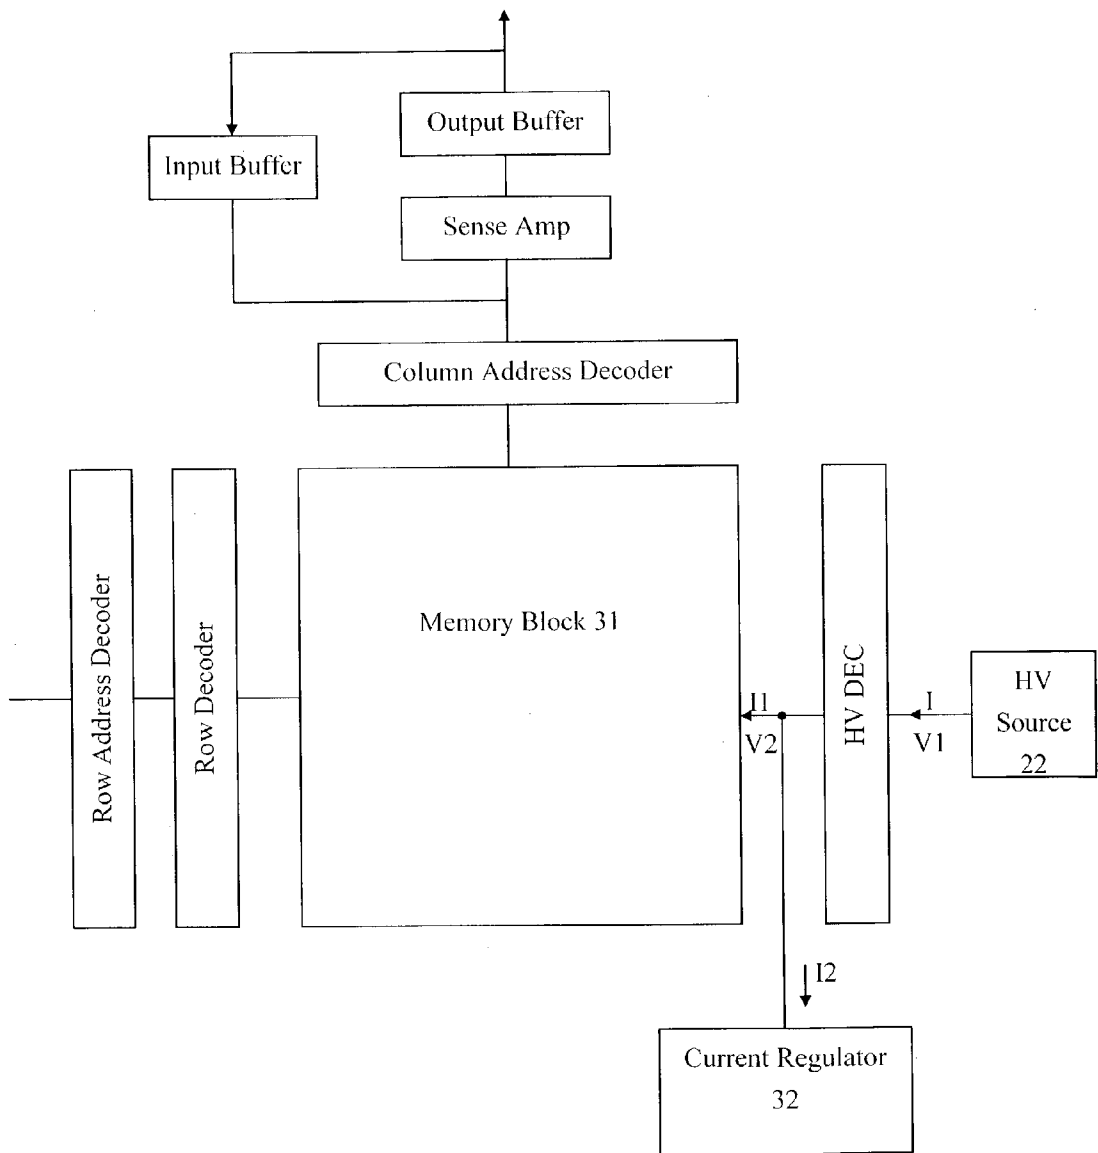 Output Buffer
Input Buffer
Sense Amp
Column Address Decoder
Row Address Decoder
Row Decoder
Memory Block 31
I1
V2
HV DEC
I
V1
HV
Source
22
I2
Current Regulator
32